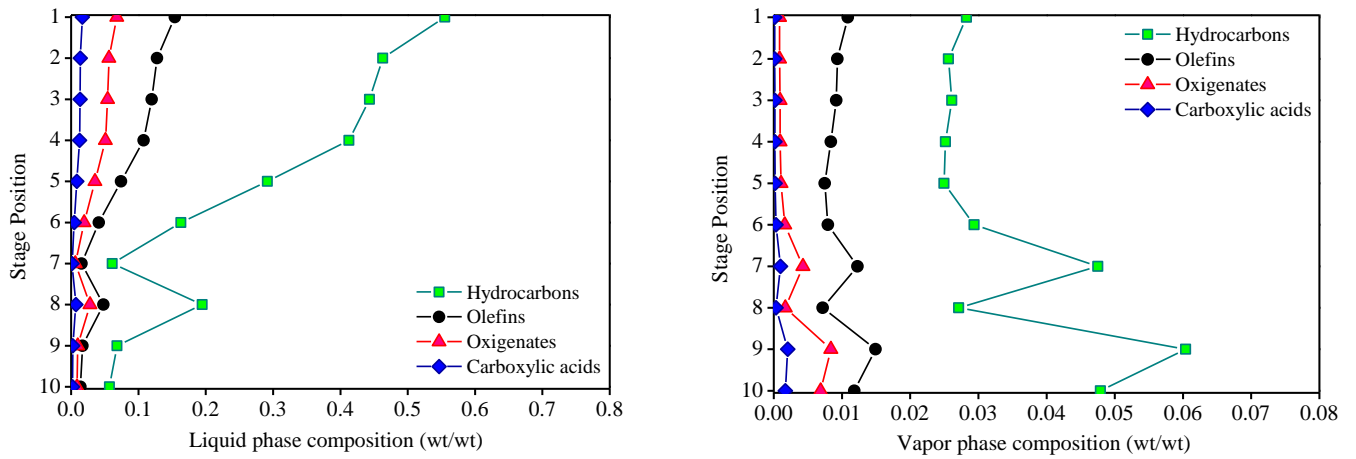 1
2
3
4
5
6
7
8
9
10
Stage Position
0.0 0.1 0.2 0.3 0.4 0.5 0.6 0.7 0.8
Liquid phase composition (wt/wt)
Hydrocarbons
Olefins
Oxigenates
Carboxylic acids
1
2
3
4
5
6
7
8
9
10
Stage Position
0.00 0.01 0.02 0.03 0.04 0.05 0.06 0.07 0.08
Vapor phase composition (wt/wt)
Hydrocarbons
Olefins
Oxigenates
Carboxylic acids